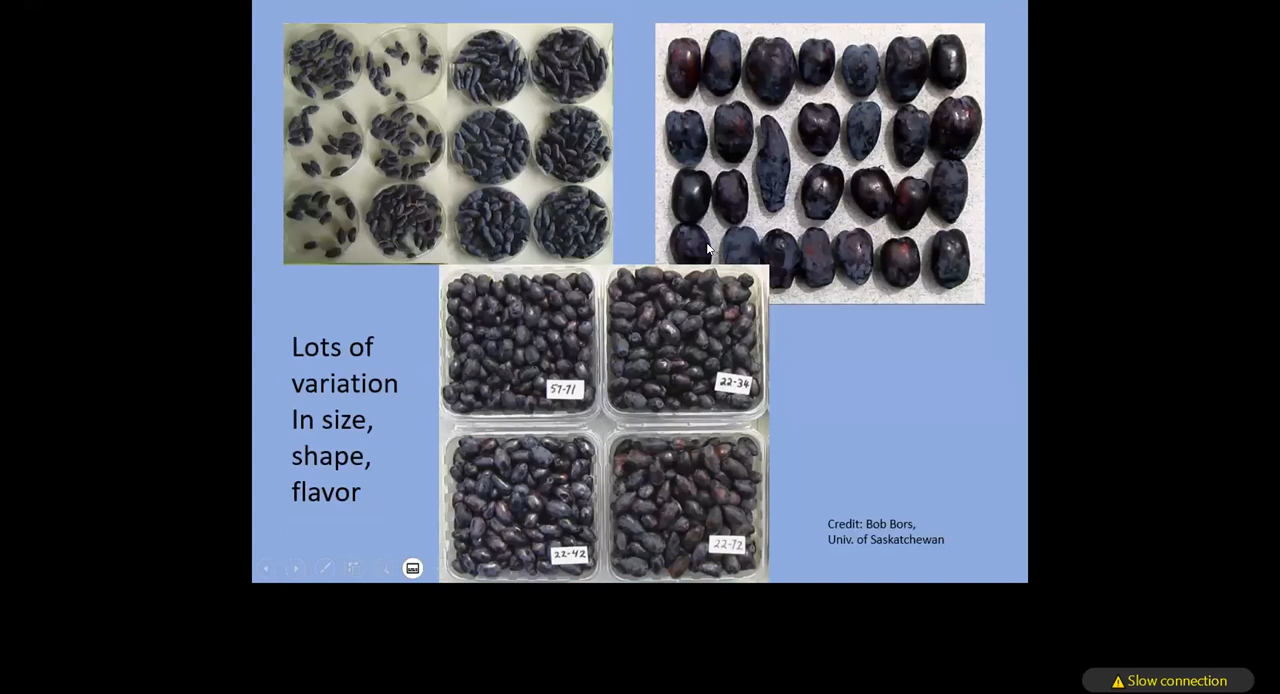 Lots of
variation
In size,
shape,
flavor
57-71
22-34
22-42
22-72
Credit: Bob Bors,
Univ. of Saskatchewan
Slow connection